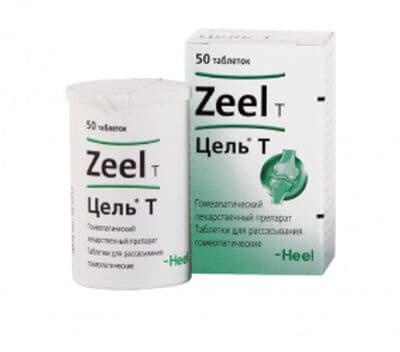 50 таблеток
Zeel T
Цель® Т
Гомеопатический
лекарственный препарат
Таблетки для рассасывания
гомеопатические
-Heel
50 таблеток
Zeel T
Цель® Т
Гомеопатический
лекарственный препарат
Таблетки для рассасывания
гомеопатические
-Heel